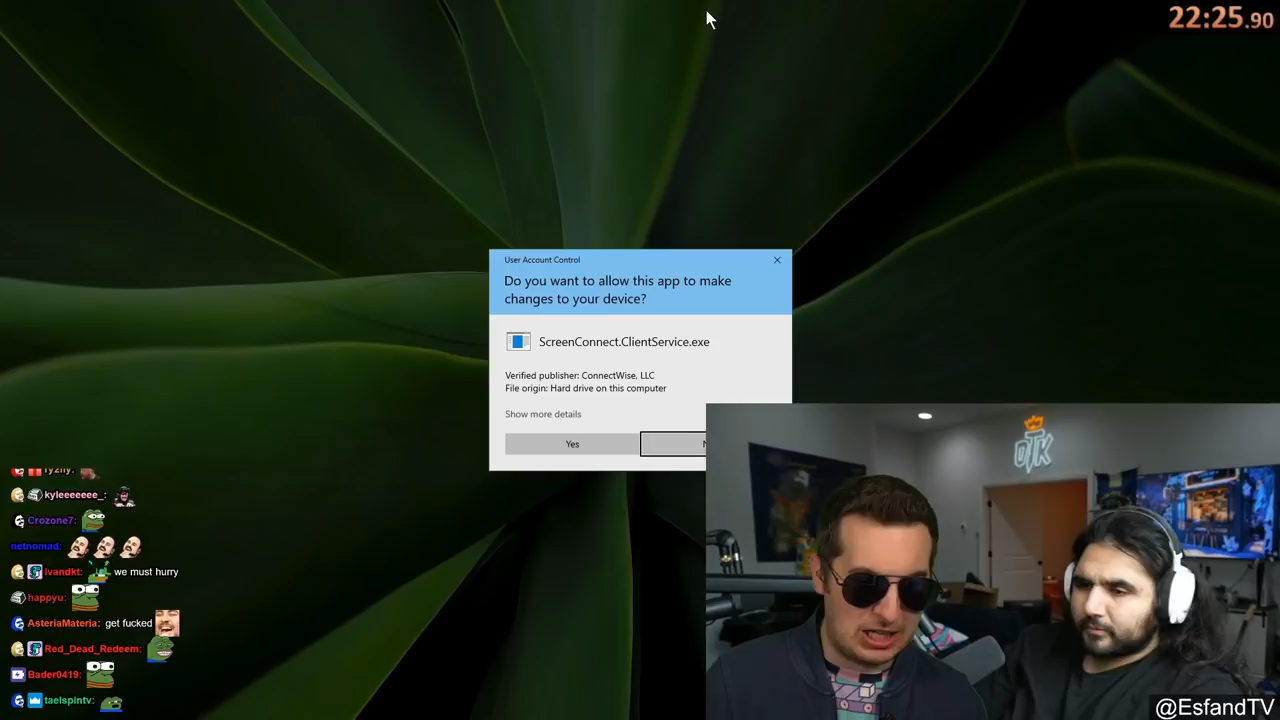 22:25.90
User Account Control
Do you want to allow this app to make
changes to your device?
ScreenConnect.ClientService.exe
Verified publisher: ConnectWise, LLC
File origin: Hard drive on this computer
Show more details
Yes
kyleeeeeee_:
Crozone7:
netnomad:
lvandkt: we must hurry
happyu:
AsteriaMateria: get fucked
Red_Dead_Redeem:
Bader0419:
taelspintv:
OTK
@EsfandTV